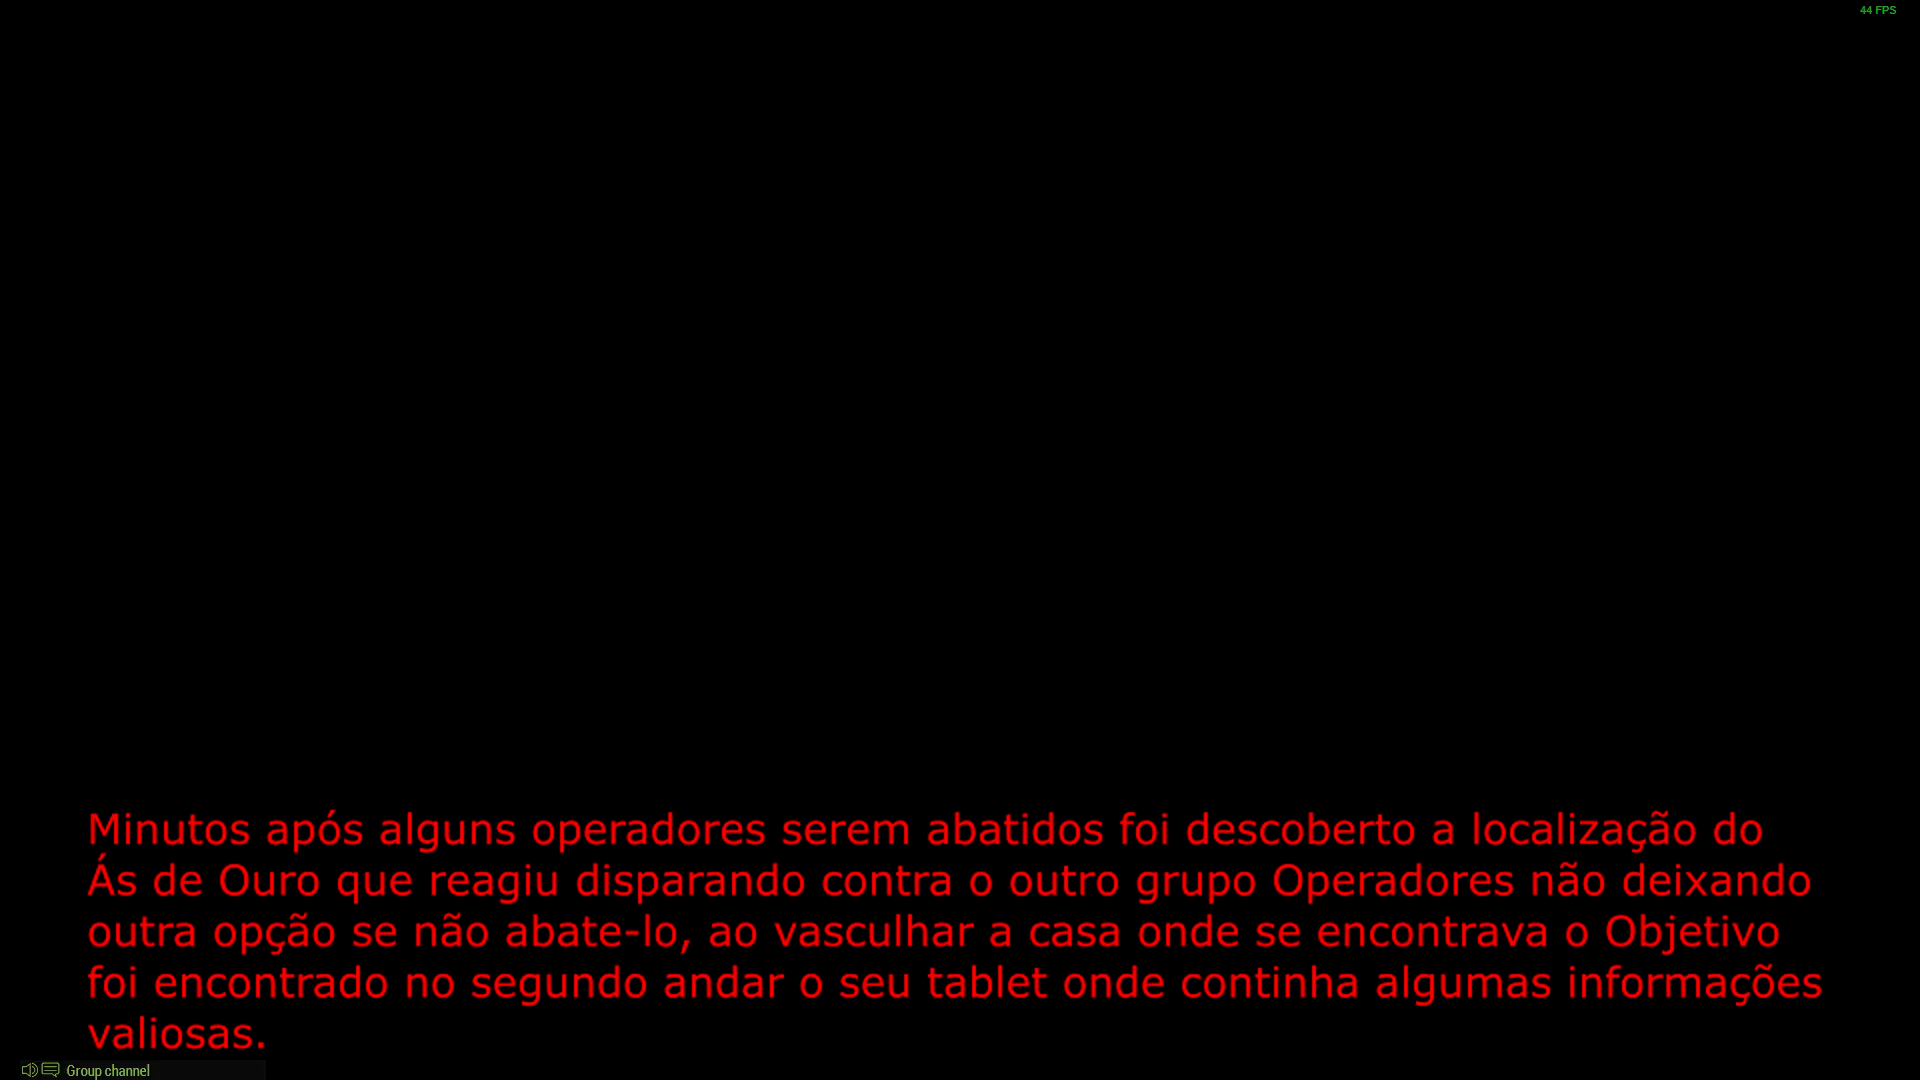 44 FPS
Minutos após alguns operadores serem abatidos foi descoberto a localização do
Ás de Ouro que reagiu disparando contra o outro grupo Operadores não deixando
outra opção se não abate-lo, ao vasculhar a casa onde se encontrava o Objetivo
foi encontrado no segundo andar o seu tablet onde continha algumas informações
valiosas.
Group channel